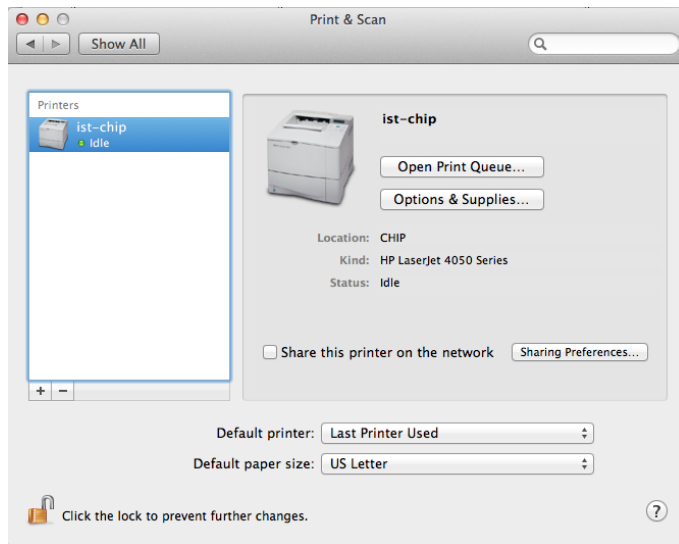 Print & Scan
Show All
Printers
ist-chip
Idle
ist-chip
Open Print Queue...
Options & Supplies...
Location: CHIP
Kind: HP LaserJet 4050 Series
Status: Idle
Share this printer on the network Sharing Preferences...
+ −
Default printer: Last Printer Used
Default paper size: US Letter
Click the lock to prevent further changes. ?